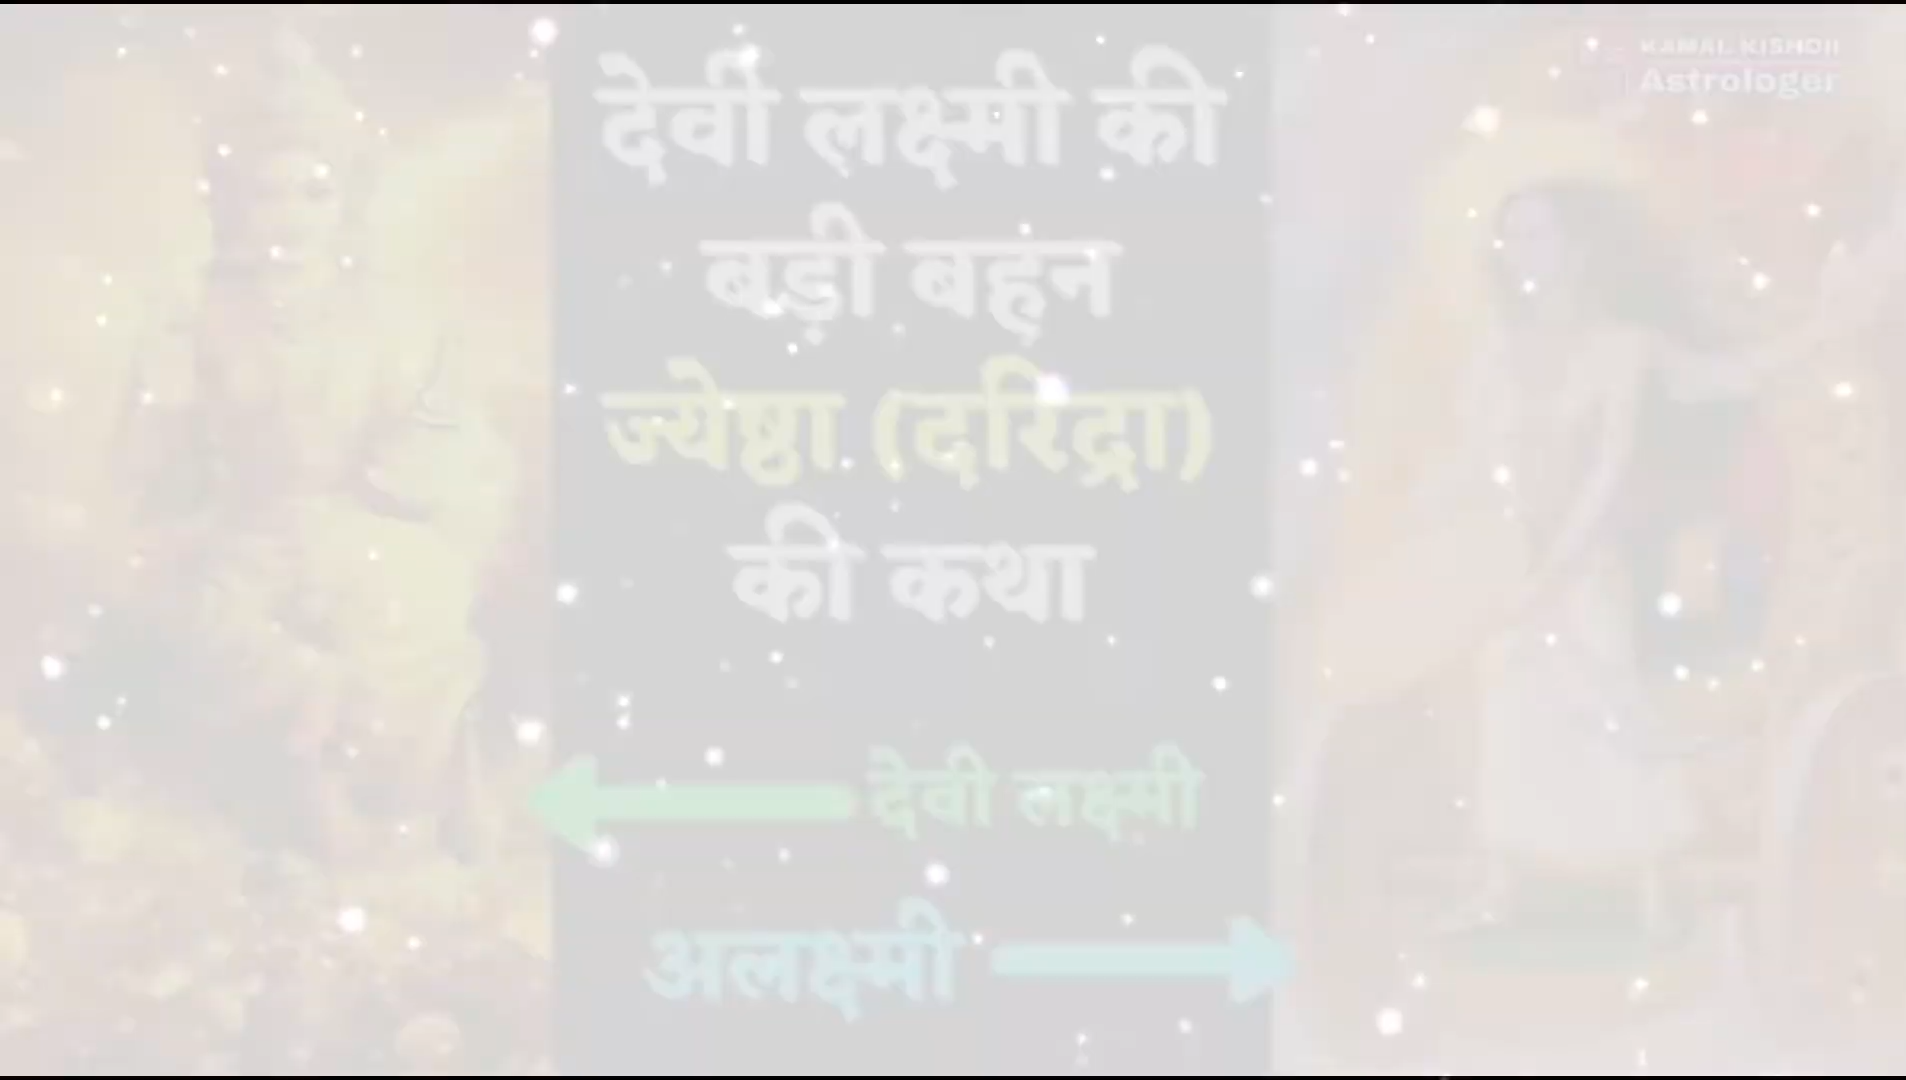 KAMAL KISHOR
Astrologer
देवी लक्ष्मी की
बड़ी बहन
ज्येष्ठा (दरिद्रा)
की कथा
देवी लक्ष्मी
अलक्ष्मी